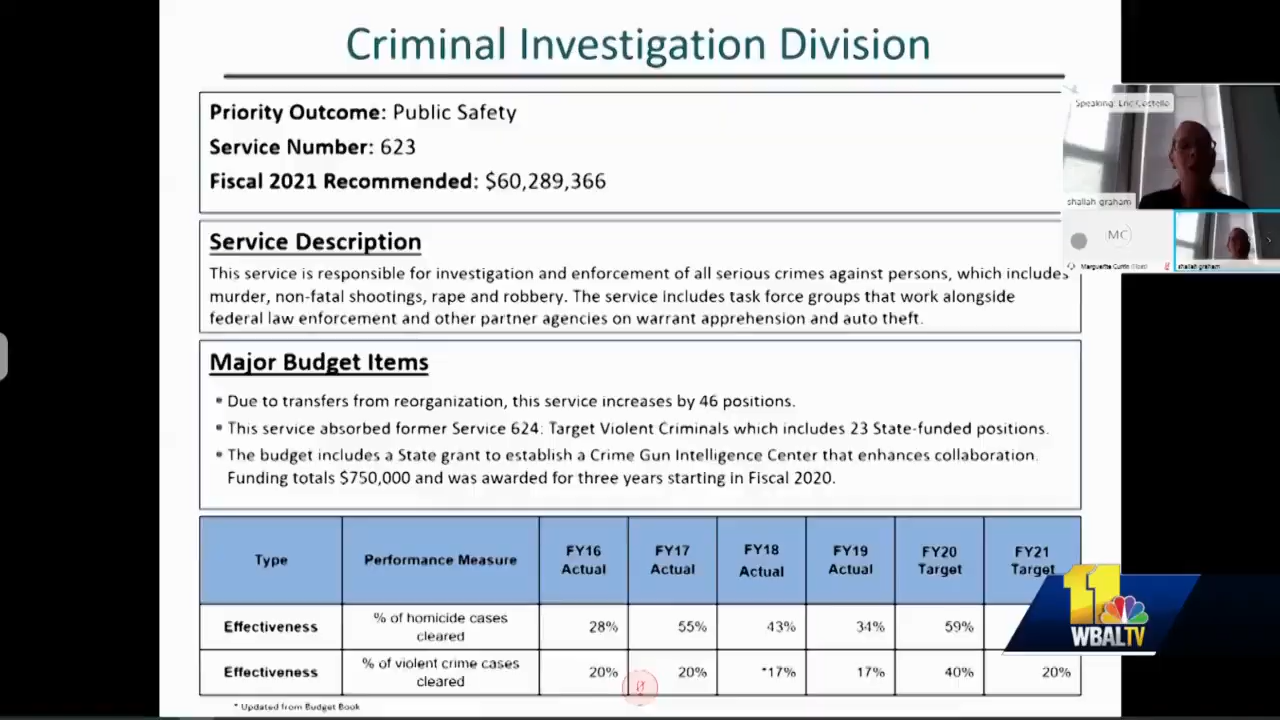 Criminal Investigation Division
Priority Outcome: Public Safety
Service Number: 623
Fiscal 2021 Recommended: $60,289,366
Service Description
This service is responsible for investigation and enforcement of all serious crimes against persons, which includes
murder, non-fatal shootings, rape and robbery. The service includes task force groups that work alongside
federal law enforcement and other partner agencies on warrant apprehension and auto theft.
Major Budget Items
• Due to transfers from reorganization, this service increases by 46 positions.
• This service absorbed former Service 624: Target Violent Criminals which includes 23 State-funded positions.
• The budget includes a State grant to establish a Crime Gun Intelligence Center that enhances collaboration.
Funding totals $750,000 and was awarded for three years starting in Fiscal 2020.
Type Performance Measure FY16 Actual FY17 Actual FY18 Actual FY19 Actual FY20 Target FY21 Target
Effectiveness % of homicide cases cleared 28% 55% 43% 34% 59%
Effectiveness % of violent crime cases cleared 20% 20% *17% 17% 40% 20%
* Updated from Budget Book
Speaking: Eric Costello
shallah graham
MC
shallah graham
11
WBALTV